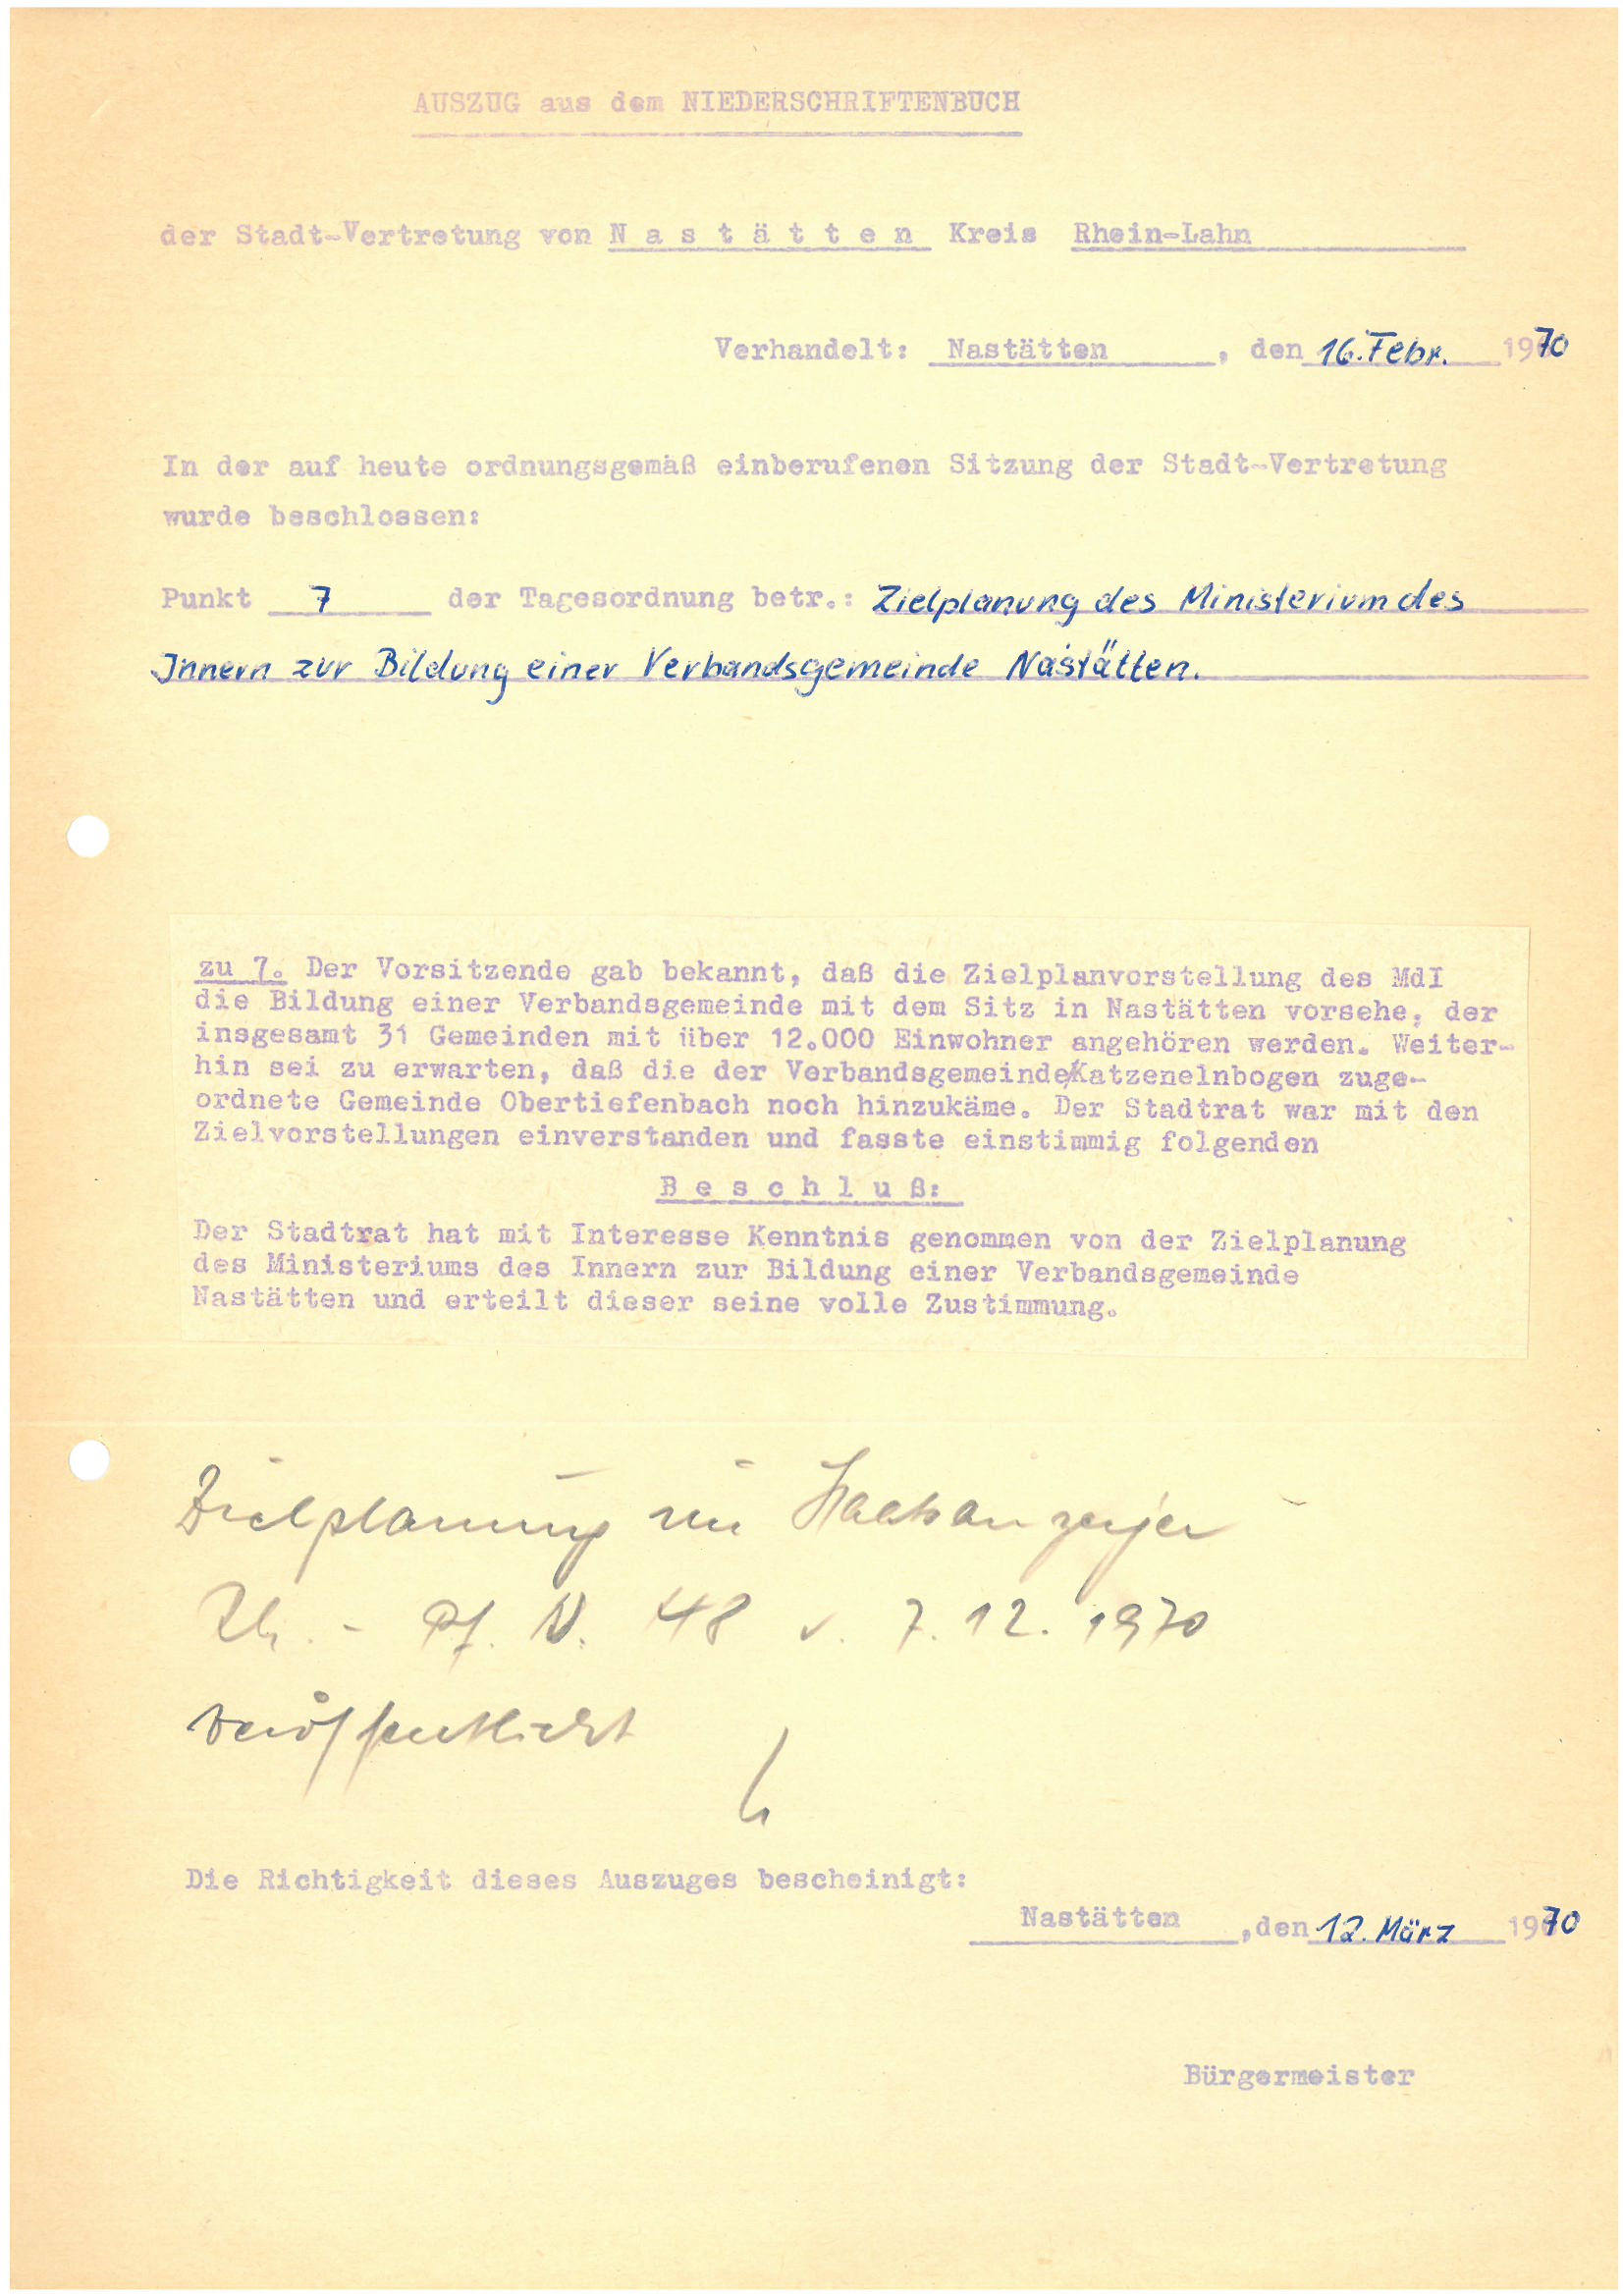 AUSZUG aus dem NIEDERSCHRIFTENBUCH
der Stadt-Vertretung von N a s t ä t t e n Kreis Rhein-Lahn
Verhandelt: Nastätten , den 16. Febr. 1970
In der auf heute ordnungsgemäß einberufenen Sitzung der Stadt-Vertretung
wurde beschlossen:
Punkt 7 der Tagesordnung betr.: Zielplanung des Ministerium des
Innern zur Bildung einer Verbandsgemeinde Nastätten.
zu 7. Der Vorsitzende gab bekannt, daß die Zielplanvorstellung des MdI
die Bildung einer Verbandsgemeinde mit dem Sitz in Nastätten vorsehe, der
insgesamt 31 Gemeinden mit über 12.000 Einwohner angehören werden. Weiter-
hin sei zu erwarten, daß die der Verbandsgemeinde Katzenelnbogen zuge-
ordnete Gemeinde Obertiefenbach noch hinzukäme. Der Stadtrat war mit den
Zielvorstellungen einverstanden und fasste einstimmig folgenden
B e s c h l u ß:
Der Stadtrat hat mit Interesse Kenntnis genommen von der Zielplanung
des Ministeriums des Innern zur Bildung einer Verbandsgemeinde
Nastätten und erteilt dieser seine volle Zustimmung.
Zielplanung im Staatsanzeiger
Rh. - Pf. N. 48 v. 7.12.1970
veröffentlicht
Die Richtigkeit dieses Auszuges bescheinigt:
Nastätten ,den 12. März 1970
Bürgermeister